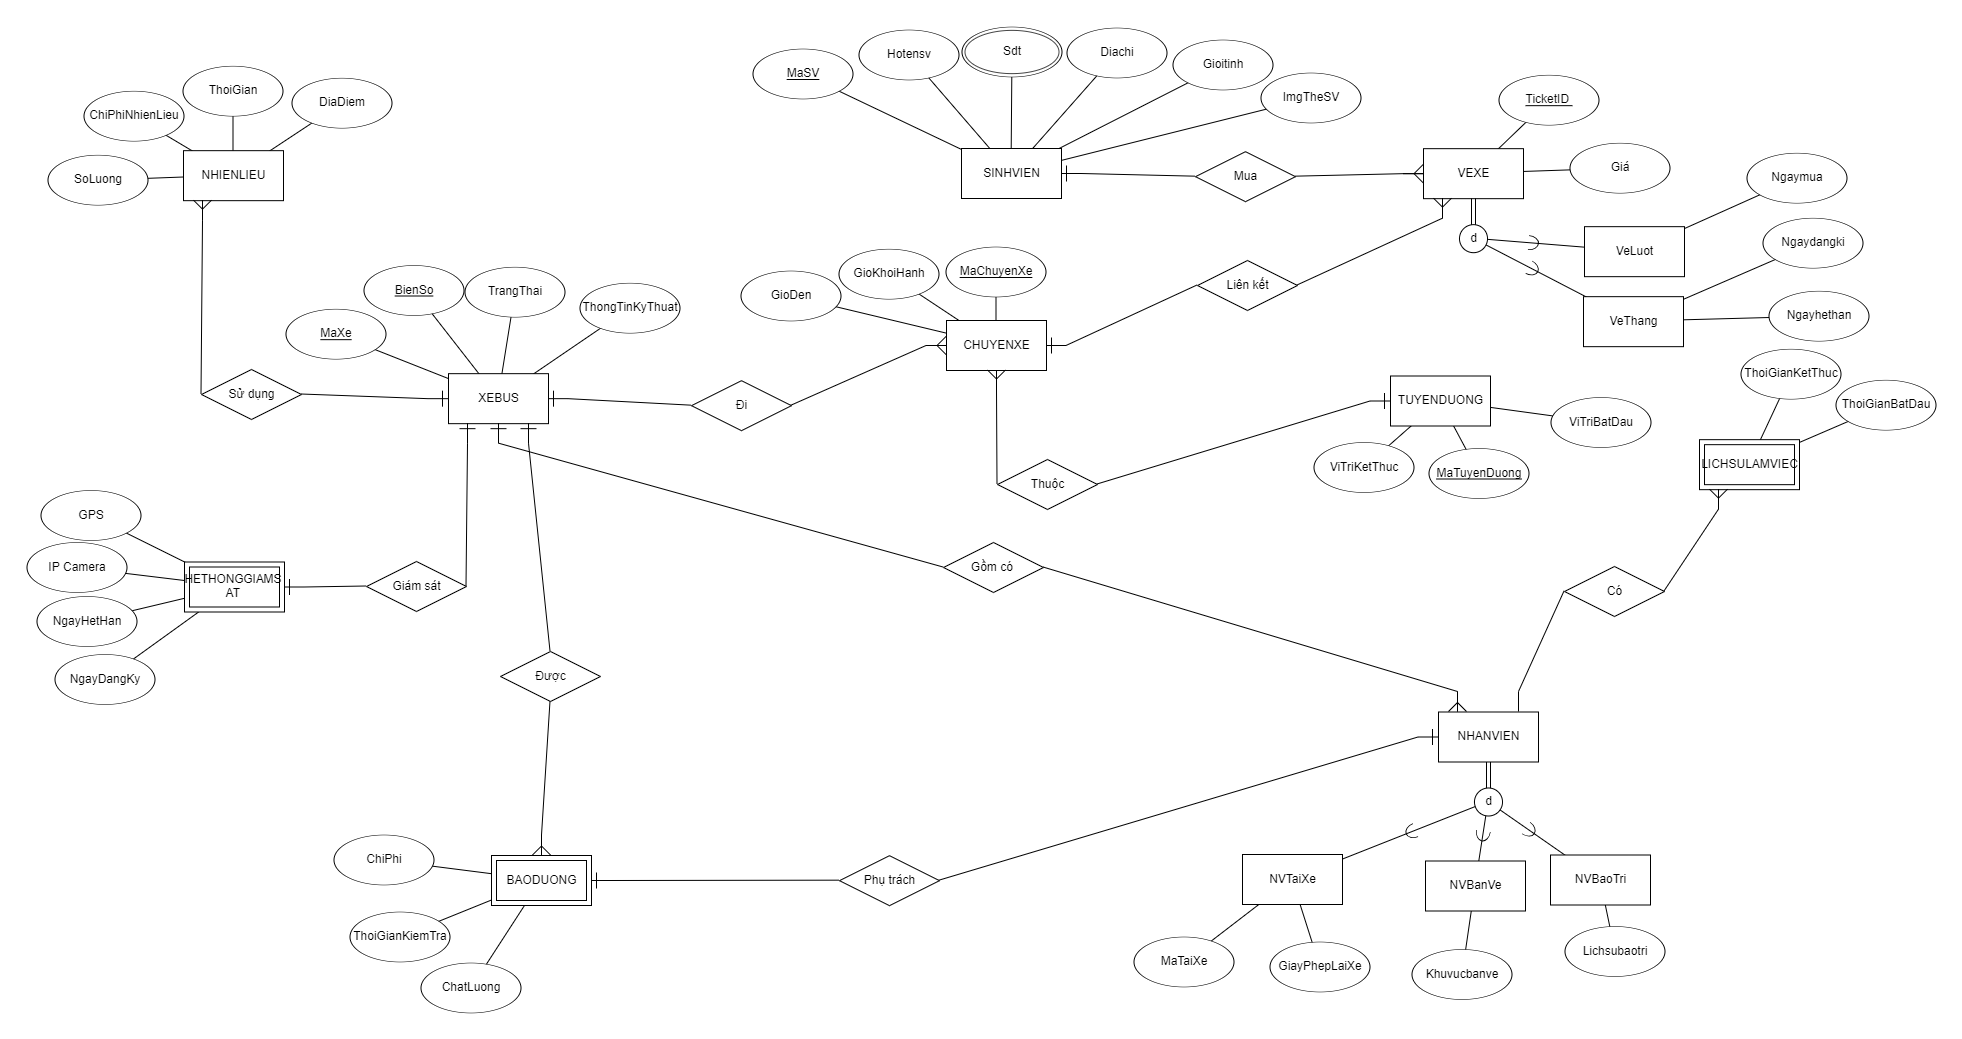 Sdt
Diachi
Hotensv
Gioitinh
MaSV
ThoiGian
ImgTheSV
TicketID
DiaDiem
ChiPhiNhienLieu
Giá
NHIENLIEU
SINHVIEN
Mua
VEXE
SoLuong
Ngaymua
d
Ngaydangki
VeLuot
GioKhoiHanh
MaChuyenXe
BienSo
TrangThai
GioDen
Liên kết
ThongTinKyThuat
Ngayhethan
VeThang
MaXe
CHUYENXE
ThoiGianKetThuc
Sử dụng
XEBUS
Đi
TUYENDUONG
ThoiGianBatDau
ViTriBatDau
ViTriKetThuc
MaTuyenDuong
LICHSULAMVIEC
Thuộc
GPS
IP Camera
HETHONGGIAMS
AT
Giám sát
Gồm có
Có
NgayHetHan
NgayDangKy
Được
NHANVIEN
d
ChiPhi
BAODUONG
Phụ trách
NVTaiXe
NVBanVe
NVBaoTri
ThoiGianKiemTra
ChatLuong
MaTaiXe
GiayPhepLaiXe
Khuvucbanve
Lichsubaotri